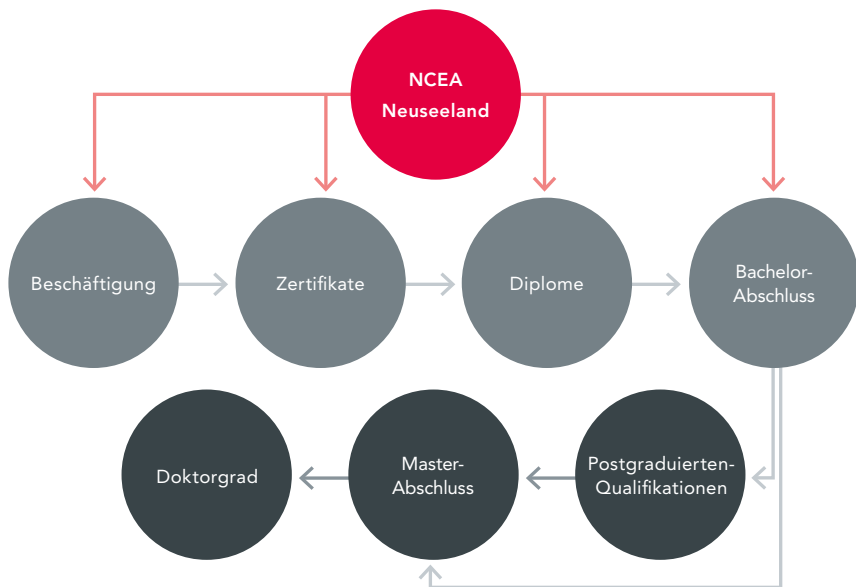 NCEA
Neuseeland
Beschäftigung
Zertifikate
Diplome
Bachelor-
Abschluss
Doktorgrad
Master-
Abschluss
Postgraduierten-
Qualifikationen